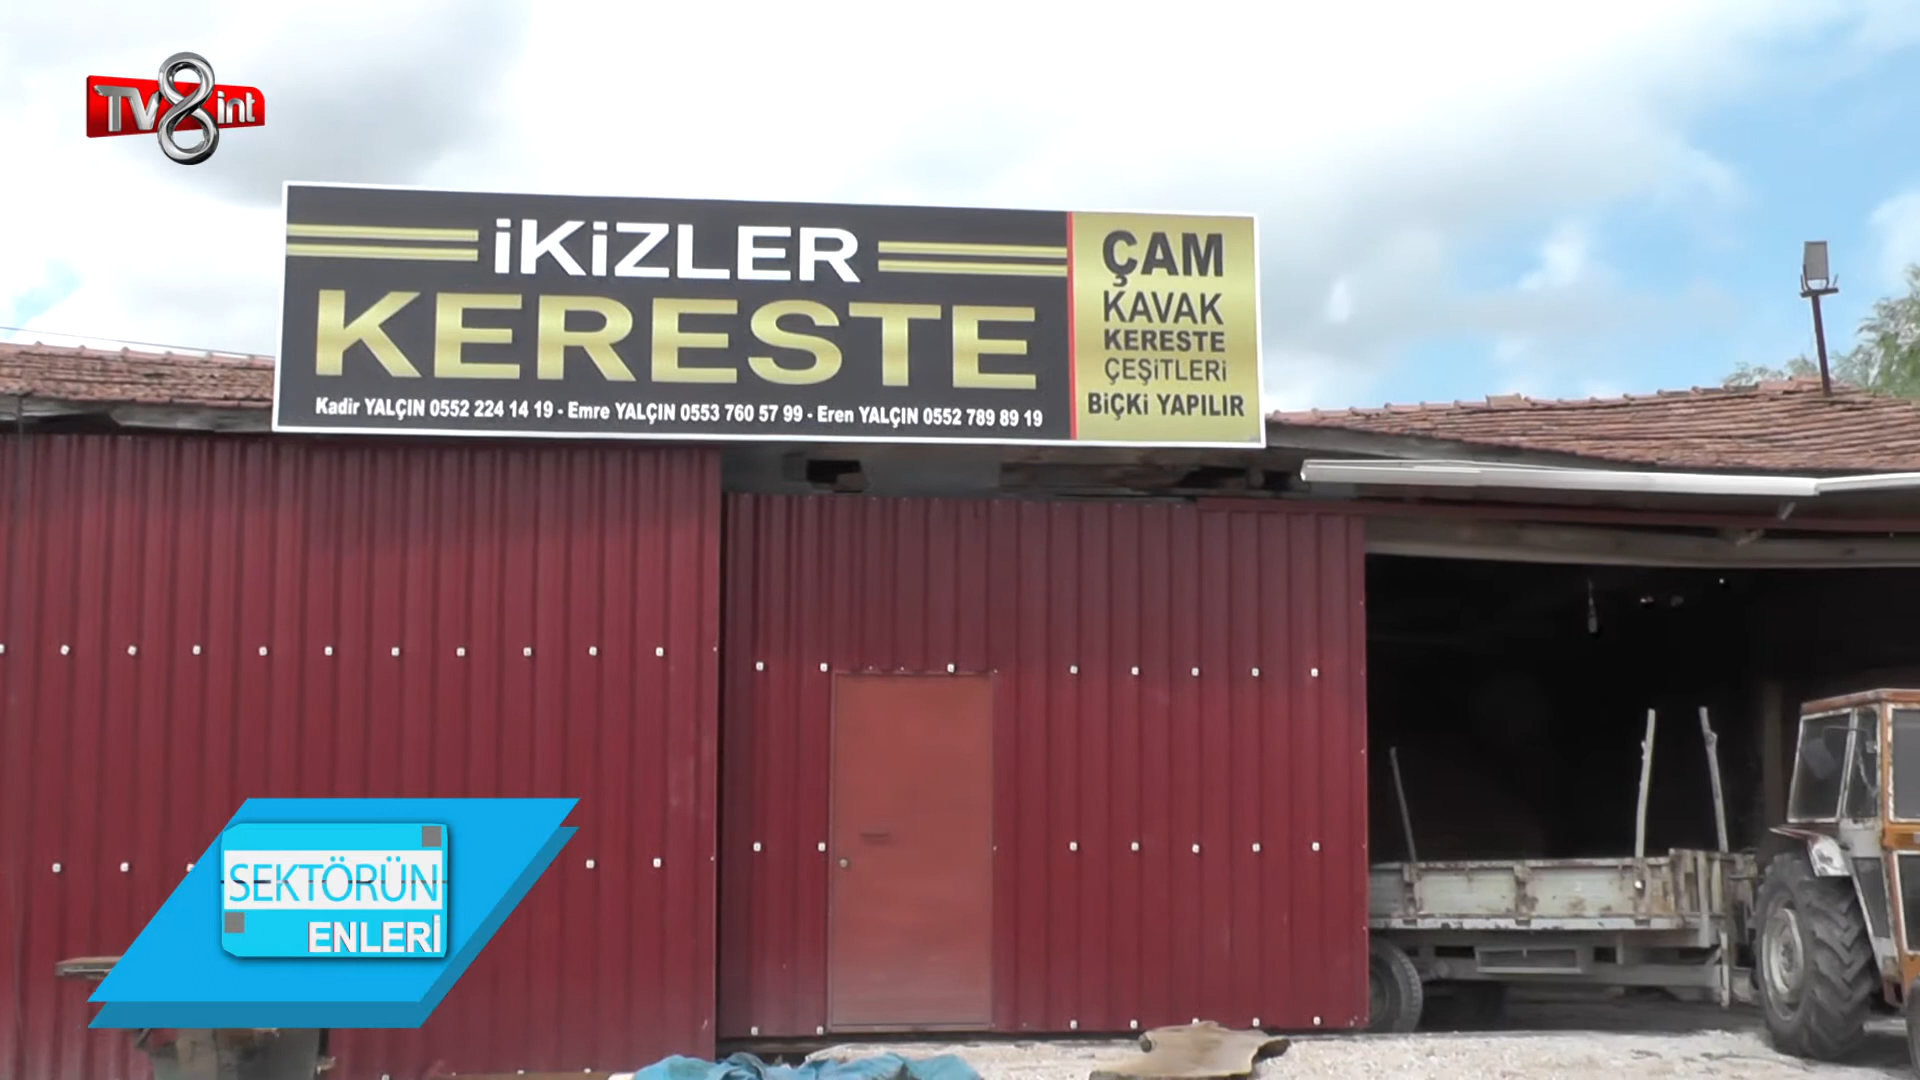 TV8int
İKİZLER
KERESTE
Kadir YALÇIN 0552 224 14 19 - Emre YALÇIN 0553 760 57 99 - Eren YALÇIN 0552 789 89 19
ÇAM
KAVAK
KERESTE
ÇEŞİTLERİ
BİÇKİ YAPILIR
SEKTÖRÜN
ENLERİ